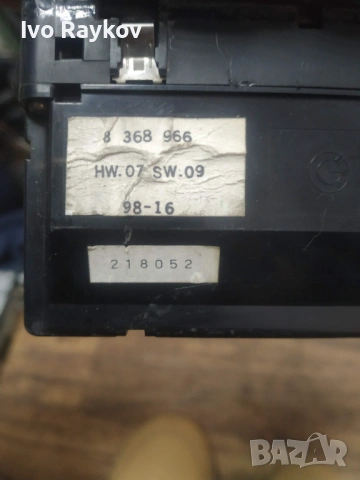 Ivo Raykov
8 368 966
HW.07 SW.09
98-16
218052
BAZAR